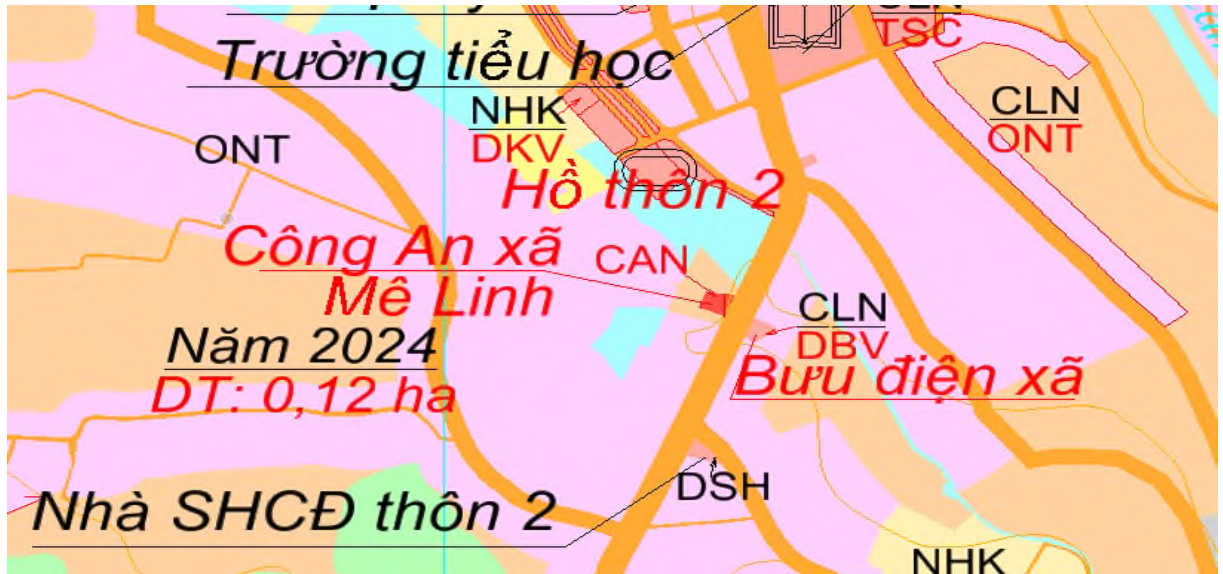 CLN
TSC
Trường tiểu học
NHK
DKV
CLN
ONT
ONT
Hồ thôn 2
Công An xã
Mê Linh
CAN
CLN
DBV
Năm 2024
DT: 0,12 ha
Bưu điện xã
DSH
Nhà SHCĐ thôn 2
NHK